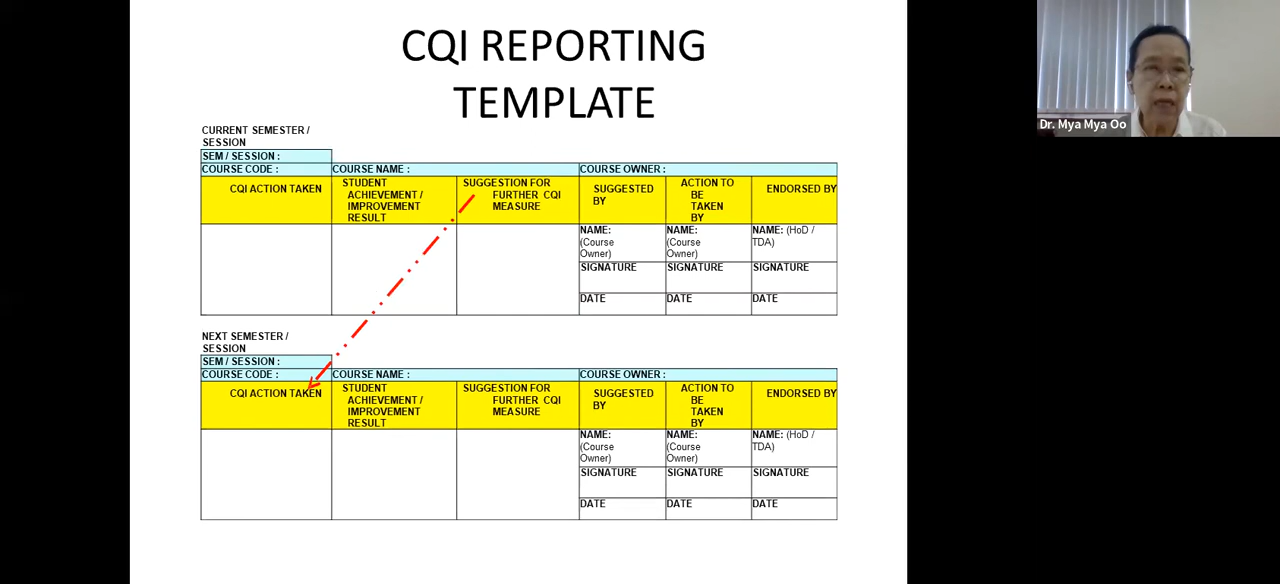 CQI REPORTING
TEMPLATE
CURRENT SEMESTER /
SESSION
SEM / SESSION :
COURSE CODE :
COURSE NAME :
COURSE OWNER :
CQI ACTION TAKEN
STUDENT
ACHIEVEMENT /
IMPROVEMENT
RESULT
SUGGESTION FOR
FURTHER CQI
MEASURE
SUGGESTED
BY
ACTION TO
BE
TAKEN
BY
ENDORSED BY
NAME:
(Course
Owner)
NAME:
(Course
Owner)
NAME: (HoD /
TDA)
SIGNATURE
SIGNATURE
SIGNATURE
DATE
DATE
DATE
NEXT SEMESTER /
SESSION
SEM / SESSION :
COURSE CODE :
COURSE NAME :
COURSE OWNER :
CQI ACTION TAKEN
STUDENT
ACHIEVEMENT /
IMPROVEMENT
RESULT
SUGGESTION FOR
FURTHER CQI
MEASURE
SUGGESTED
BY
ACTION TO
BE
TAKEN
BY
ENDORSED BY
NAME:
(Course
Owner)
NAME:
(Course
Owner)
NAME: (HoD /
TDA)
SIGNATURE
SIGNATURE
SIGNATURE
DATE
DATE
DATE
Dr. Mya Mya Oo